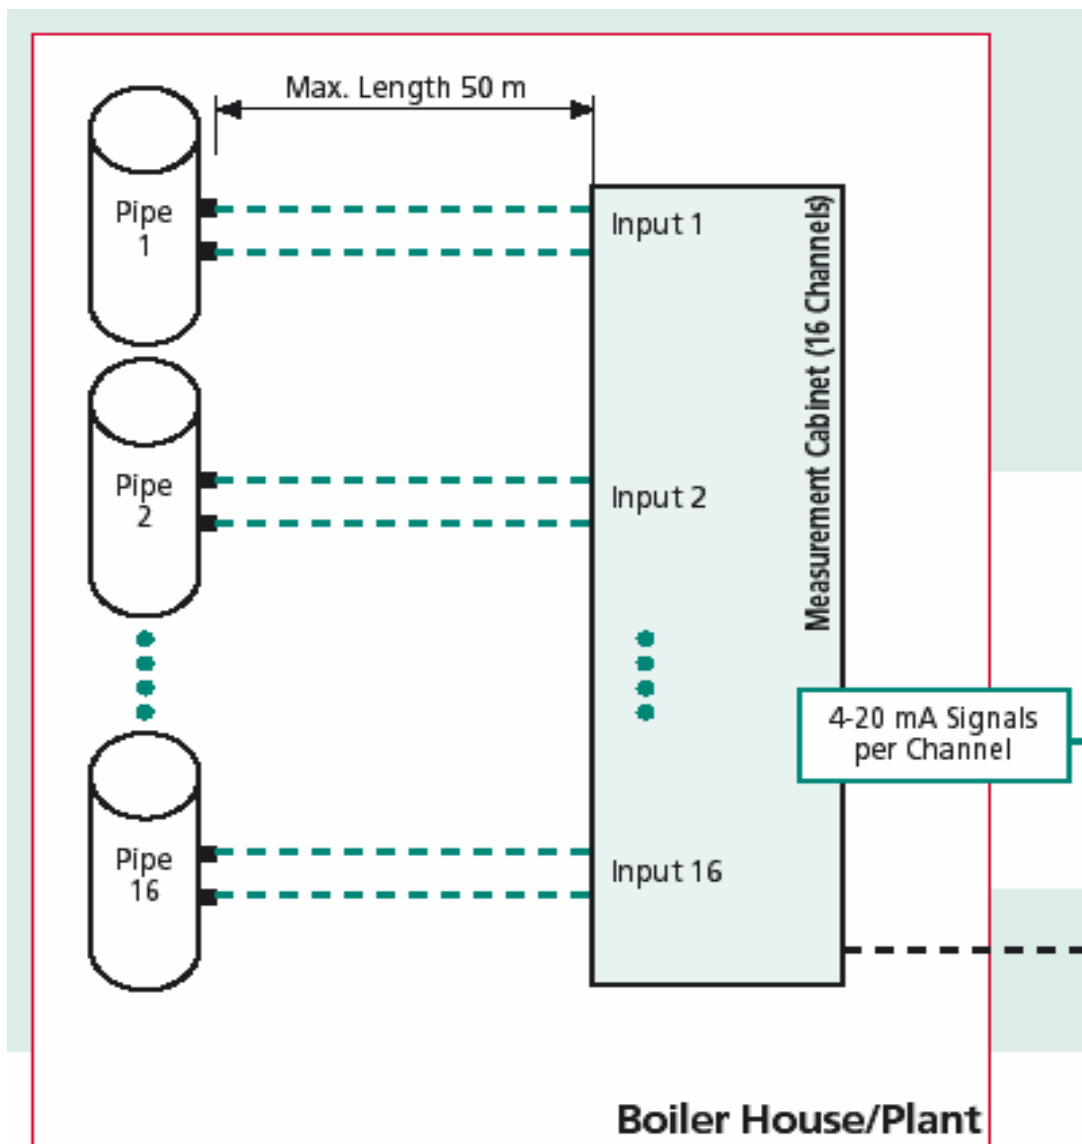 Max. Length 50 m
Pipe
1
Input 1
Measurement Cabinet (16 Channels)
Pipe
2
Input 2
4-20 mA Signals
per Channel
Pipe
16
Input 16
Boiler House/Plant